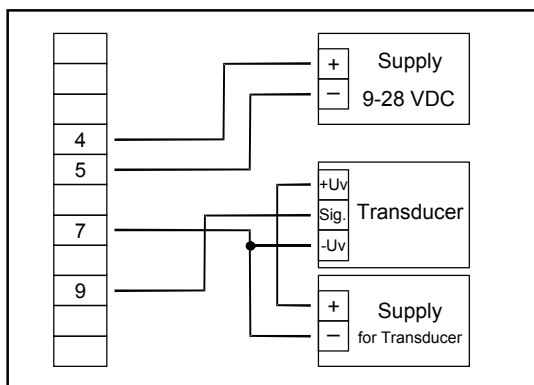 4
5
7
9
+
−
Supply
9-28 VDC
+Uv
Sig.
-Uv
Transducer
+
−
Supply
for Transducer